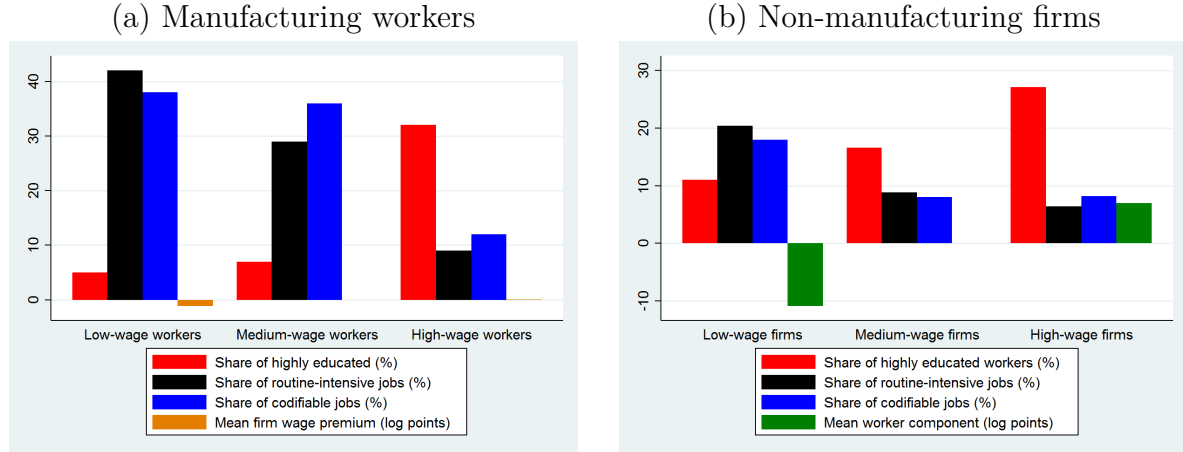 (a) Manufacturing workers
40
30
20
10
0
Low-wage workers Medium-wage workers High-wage workers
Share of highly educated (%)
Share of routine-intensive jobs (%)
Share of codifiable jobs (%)
Mean firm wage premium (log points)
(b) Non-manufacturing firms
30
20
10
0
-10
Low-wage firms Medium-wage firms High-wage firms
Share of highly educated workers (%)
Share of routine-intensive jobs (%)
Share of codifiable jobs (%)
Mean worker component (log points)